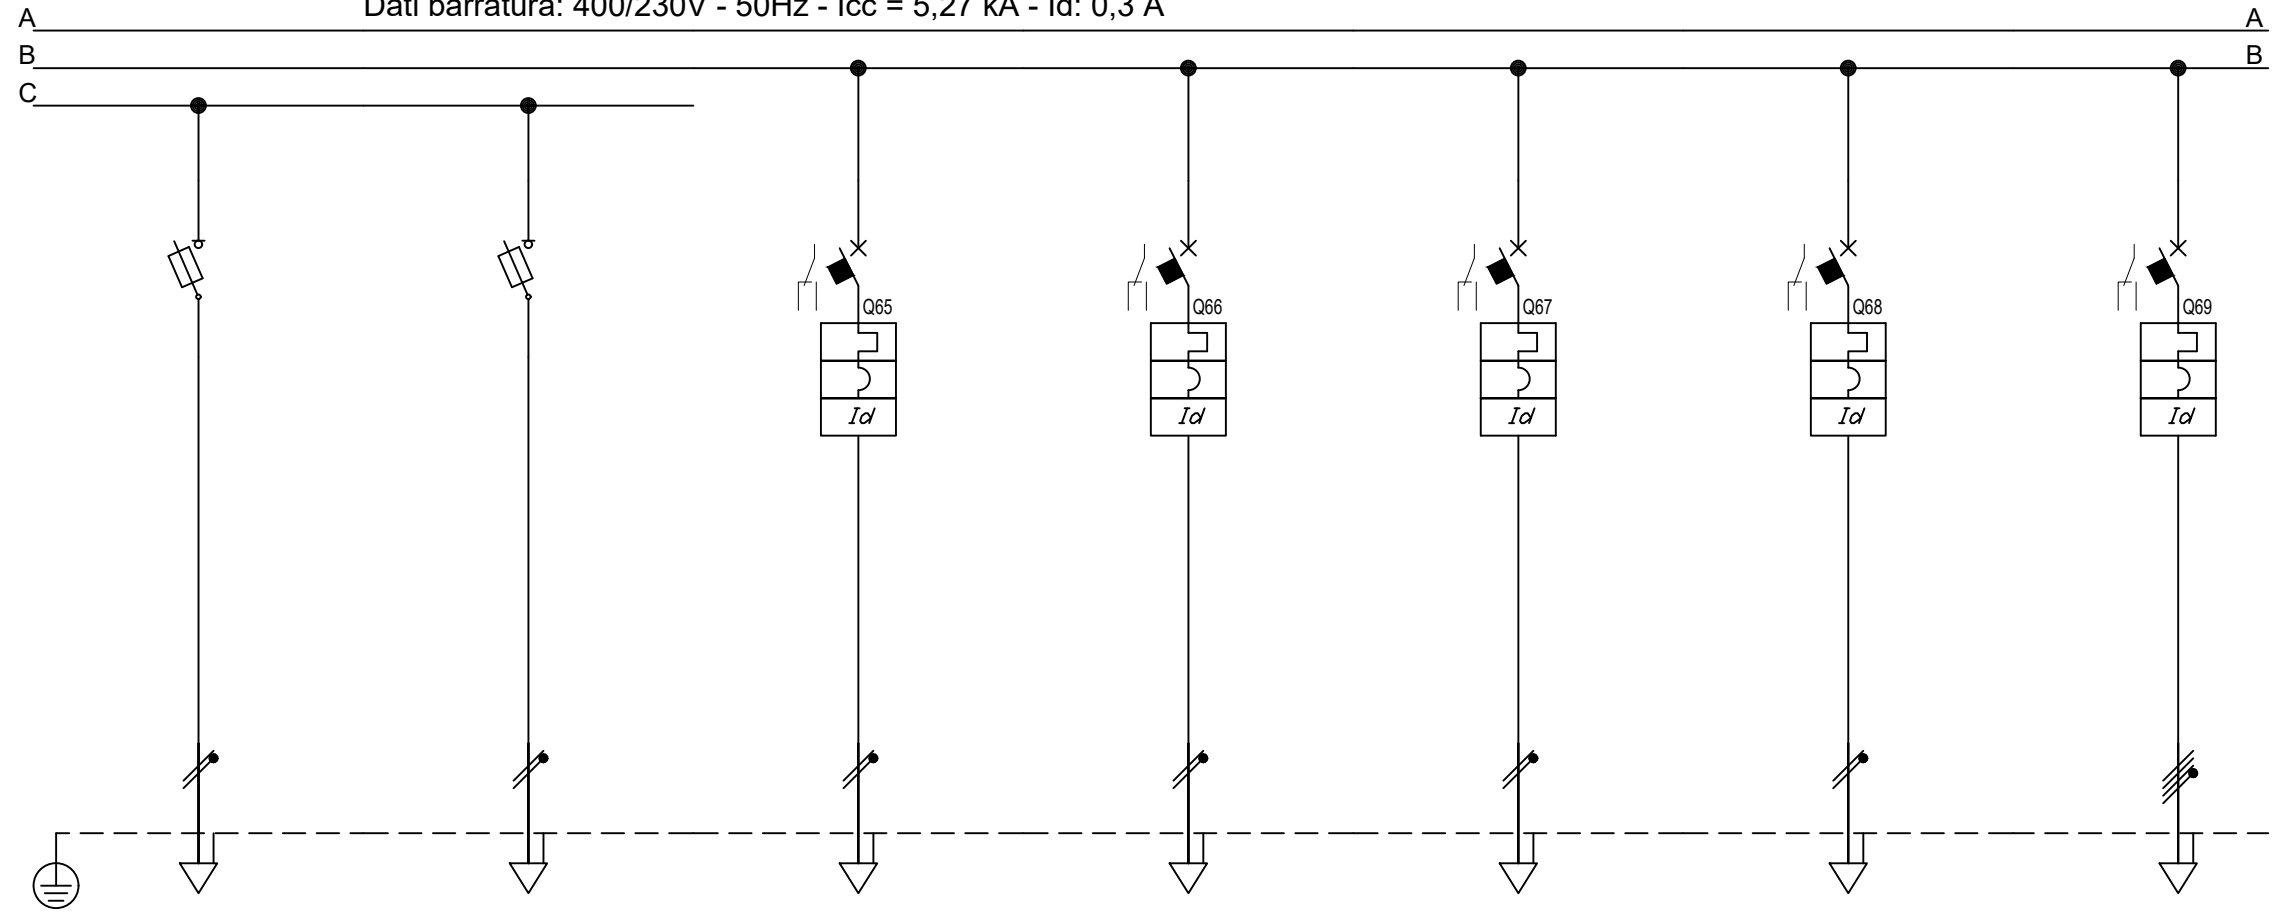 Dati barratura: 400/230V - 50Hz - Icc = 5,27 kA - Id: 0,3 A
A A
B B
C
Q65 Q66 Q67 Q68 Q69
Id Id Id Id Id